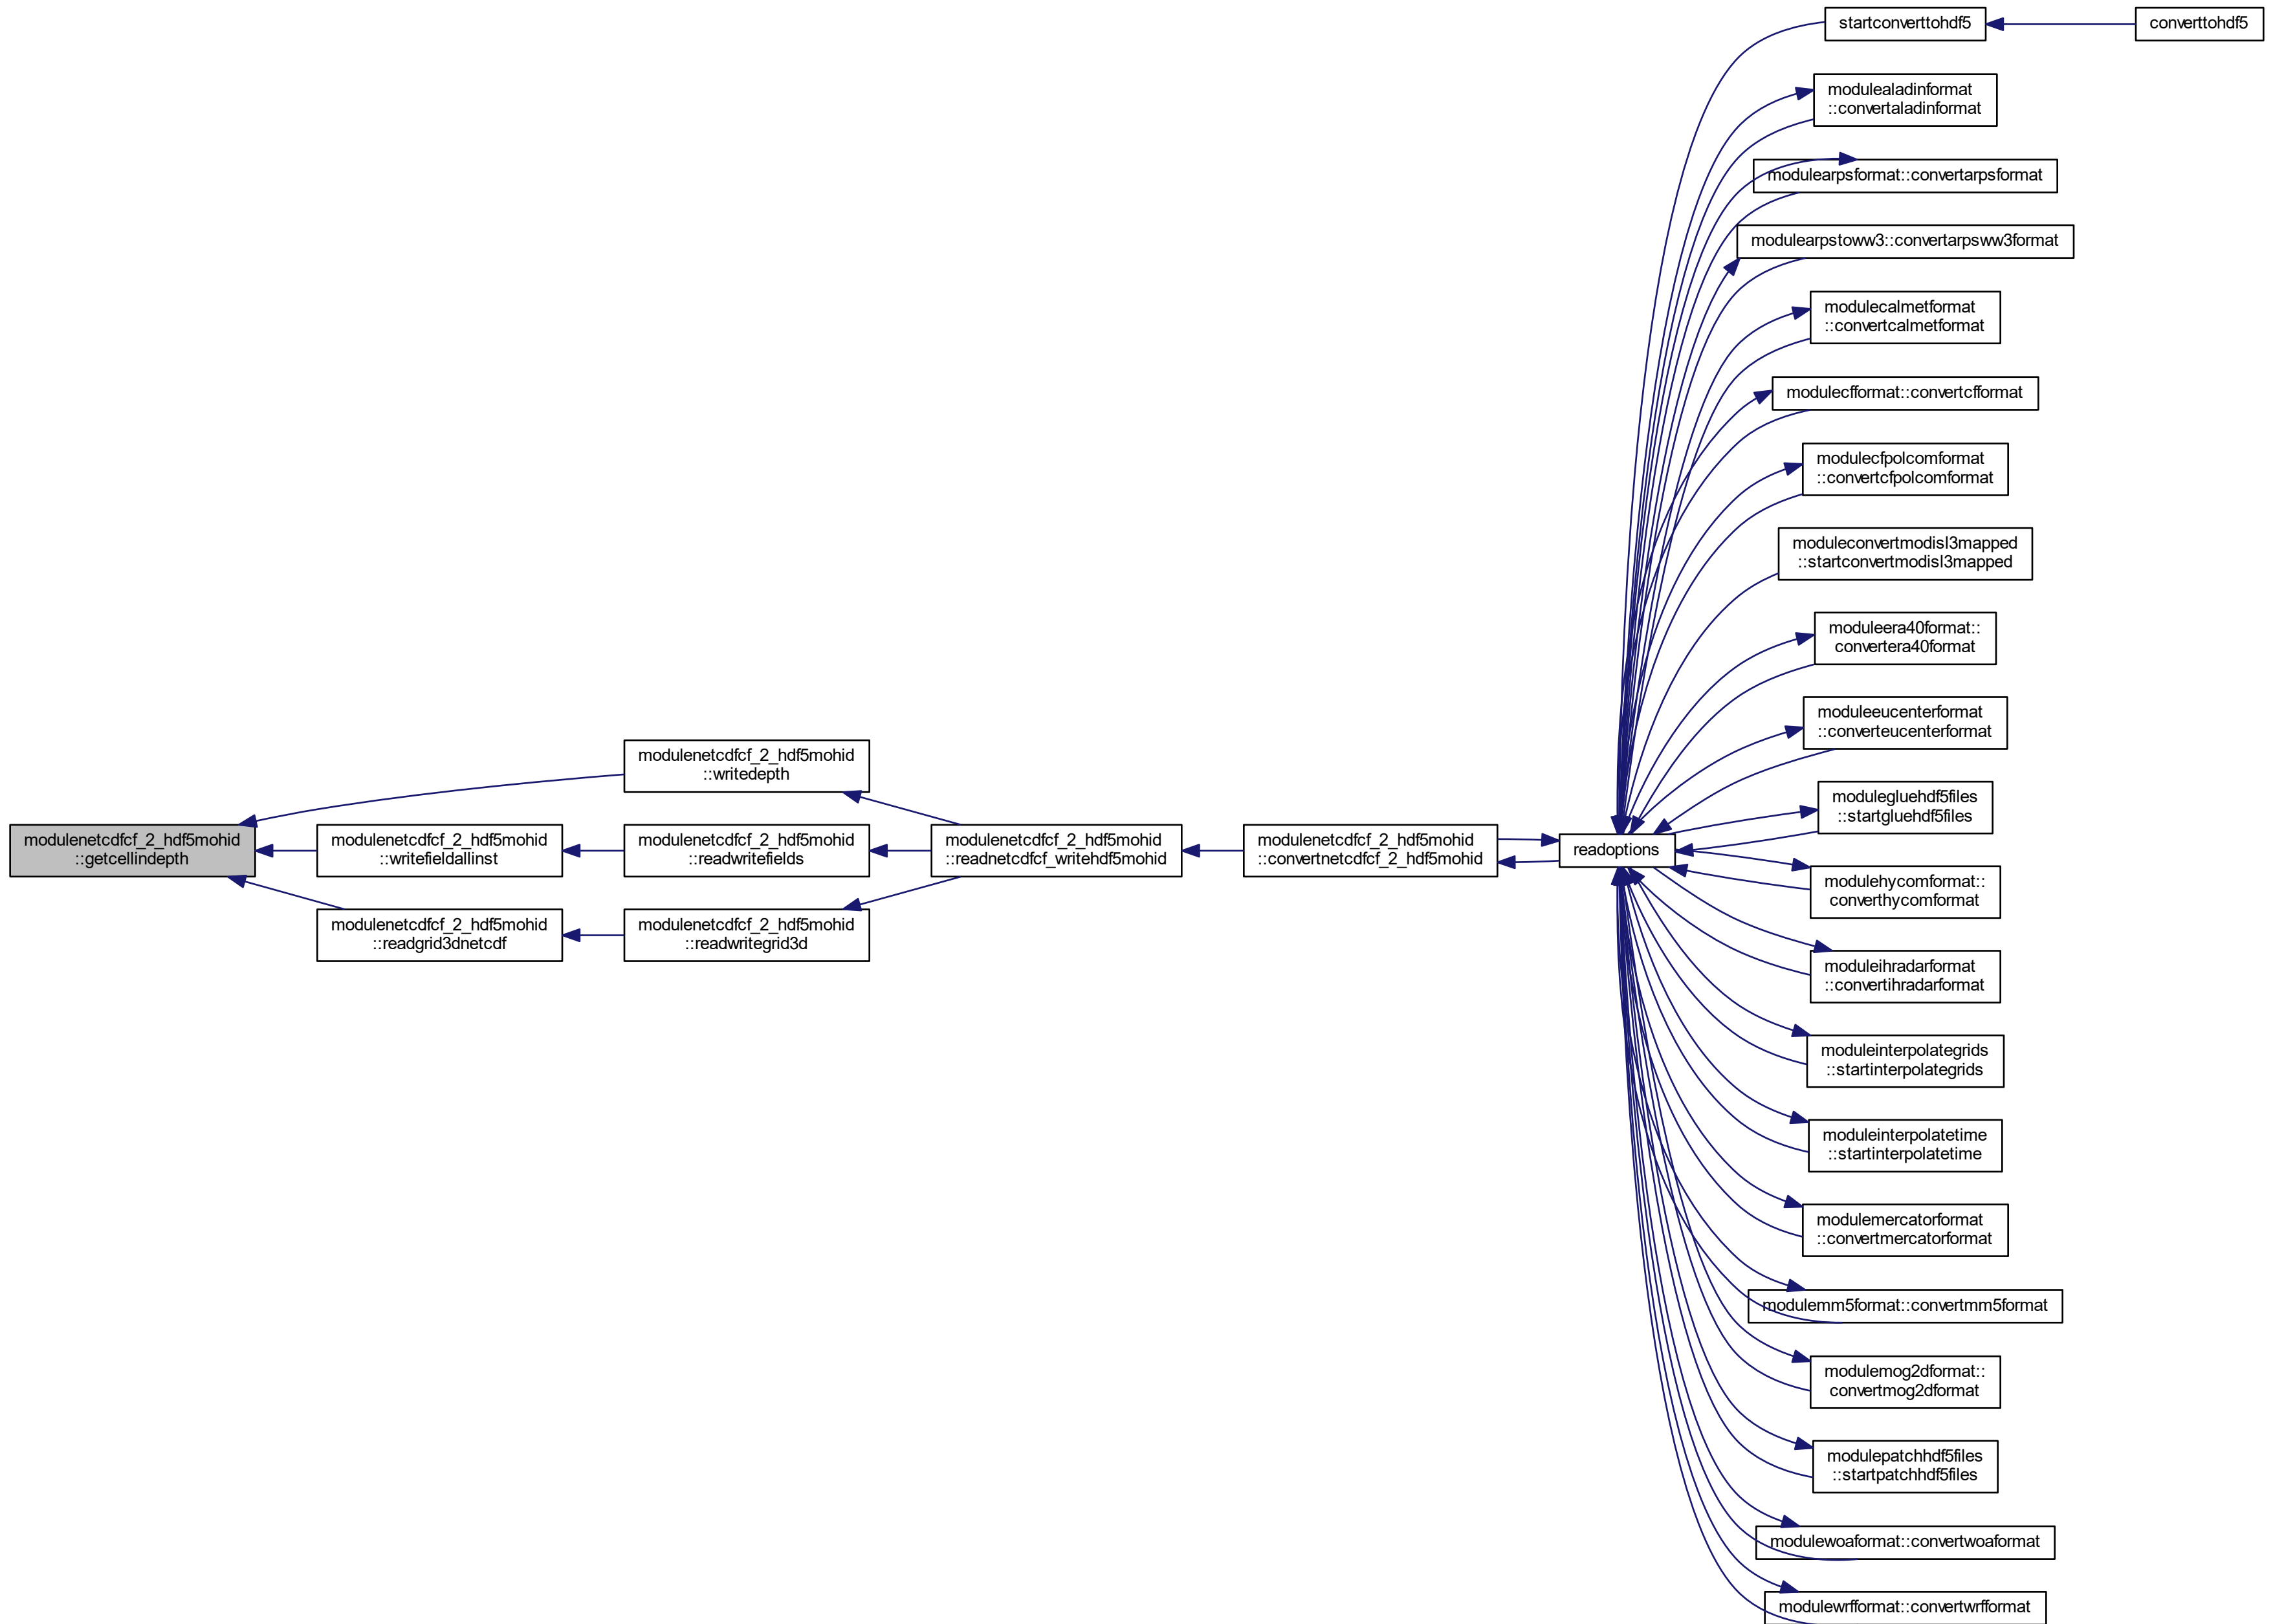 modulenetcdfcf_2_hdf5mohid
::getcellindepth
modulenetcdfcf_2_hdf5mohid
::writedepth
modulenetcdfcf_2_hdf5mohid
::writefieldallinst
modulenetcdfcf_2_hdf5mohid
::readwritefields
modulenetcdfcf_2_hdf5mohid
::readgrid3dnetcdf
modulenetcdfcf_2_hdf5mohid
::readwritegrid3d
modulenetcdfcf_2_hdf5mohid
::readnetcdfcf_writehdf5mohid
modulenetcdfcf_2_hdf5mohid
::convertnetcdfcf_2_hdf5mohid
readoptions
startconverttohdf5
converttohdf5
modulealadinformat
::convertaladinformat
modulearpsformat::convertarpsformat
modulearpstoww3::convertarpsww3format
modulecalmetformat
::convertcalmetformat
modulecfformat::convertcfformat
modulecfpolcomformat
::convertcfpolcomformat
moduleconvertmodisl3mapped
::startconvertmodisl3mapped
moduleera40format::
convertera40format
moduleeucenterformat
::converteucenterformat
modulegluehdf5files
::startgluehdf5files
modulehycomformat::
converthycomformat
moduleihradarformat
::convertihradarformat
moduleinterpolategrids
::startinterpolategrids
moduleinterpolatetime
::startinterpolatetime
modulemercatorformat
::convertmercatorformat
modulemm5format::convertmm5format
modulemog2dformat::
convertmog2dformat
modulepatchhdf5files
::startpatchhdf5files
modulewoaformat::convertwoaformat
modulewrfformat::convertwrfformat